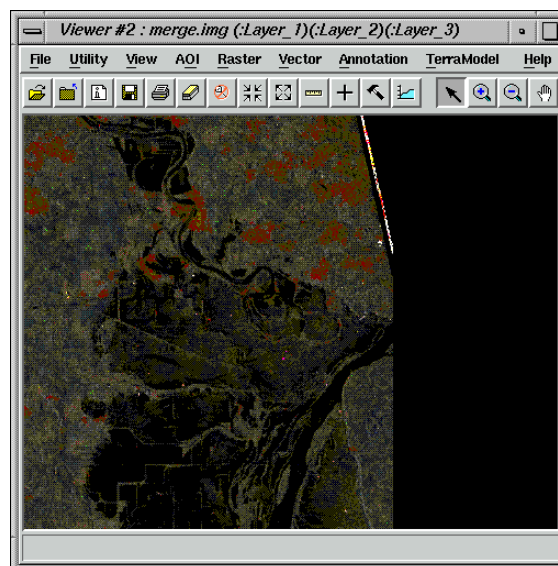 Viewer #2 : merge.img (:Layer_1)(:Layer_2)(:Layer_3)
File Utility View AOI Raster Vector Annotation TerraModel Help